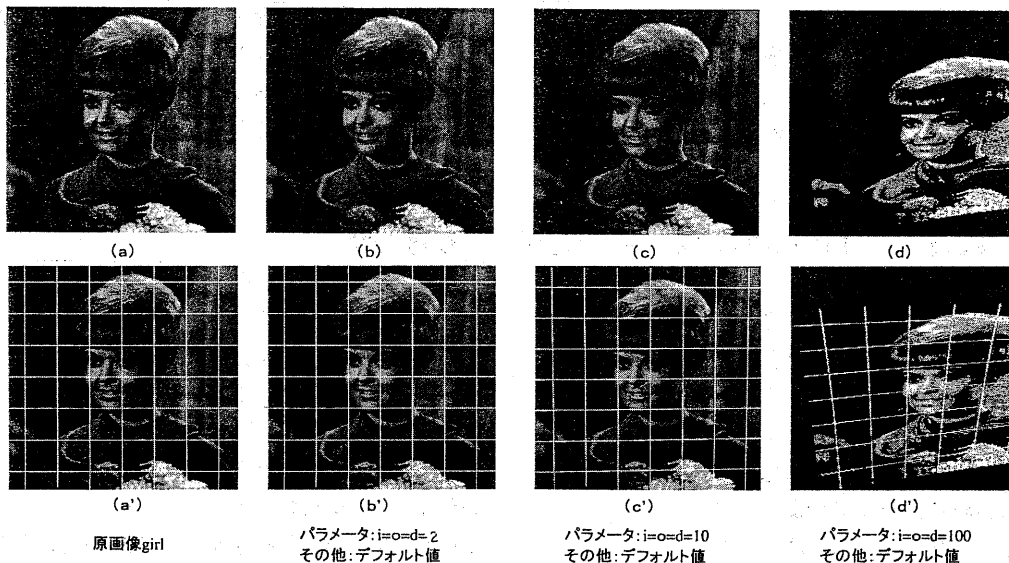 (a)
(b)
(c)
(d)
(a')
(b')
(c')
(d')
原画像girl
パラメータ:i=o=d=2
その他:デフォルト値
パラメータ:i=o=d=10
その他:デフォルト値
パラメータ:i=o=d=100
その他:デフォルト値